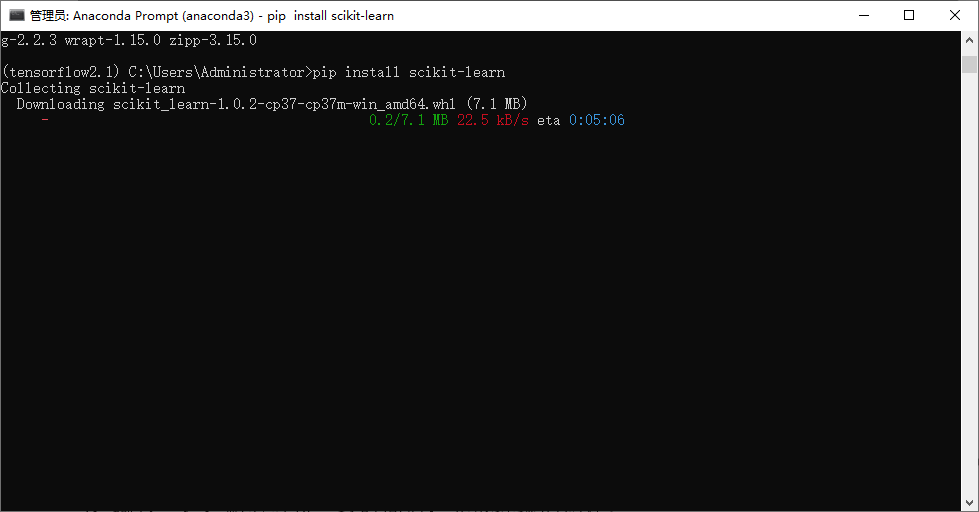 管理员: Anaconda Prompt (anaconda3) - pip  install scikit-learn
g-2.2.3 wrapt-1.15.0 zipp-3.15.0
(tensorflow2.1) C:\Users\Administrator>pip install scikit-learn
Collecting scikit-learn
  Downloading scikit_learn-1.0.2-cp37-cp37m-win_amd64.whl (7.1 MB)
     - 0.2/7.1 MB 22.5 kB/s eta 0:05:06